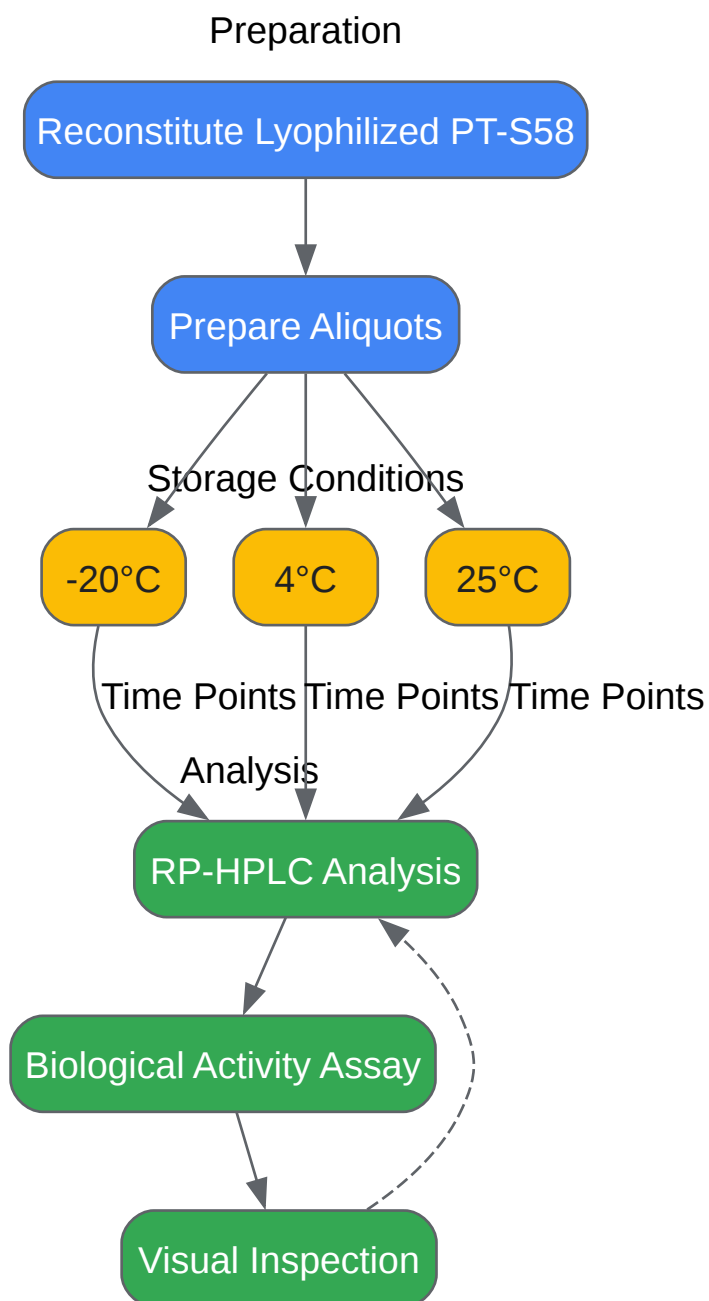 Preparation
Reconstitute Lyophilized PT-S58
Prepare Aliquots
Storage Conditions
-20°C
4°C
25°C
Time Points
Time Points
Time Points
Analysis
RP-HPLC Analysis
Biological Activity Assay
Visual Inspection